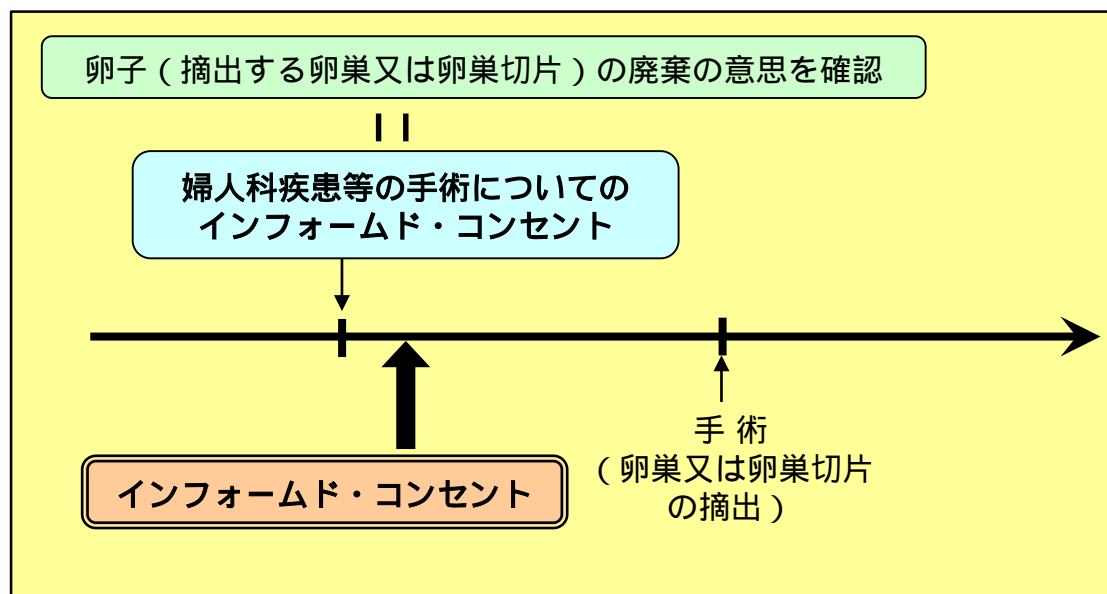 卵子（摘出する卵巣又は卵巣切片）の廃棄の意思を確認
婦人科疾患等の手術についての
インフォームド・コンセント
手 術
（卵巣又は卵巣切片
の摘出）
インフォームド・コンセント